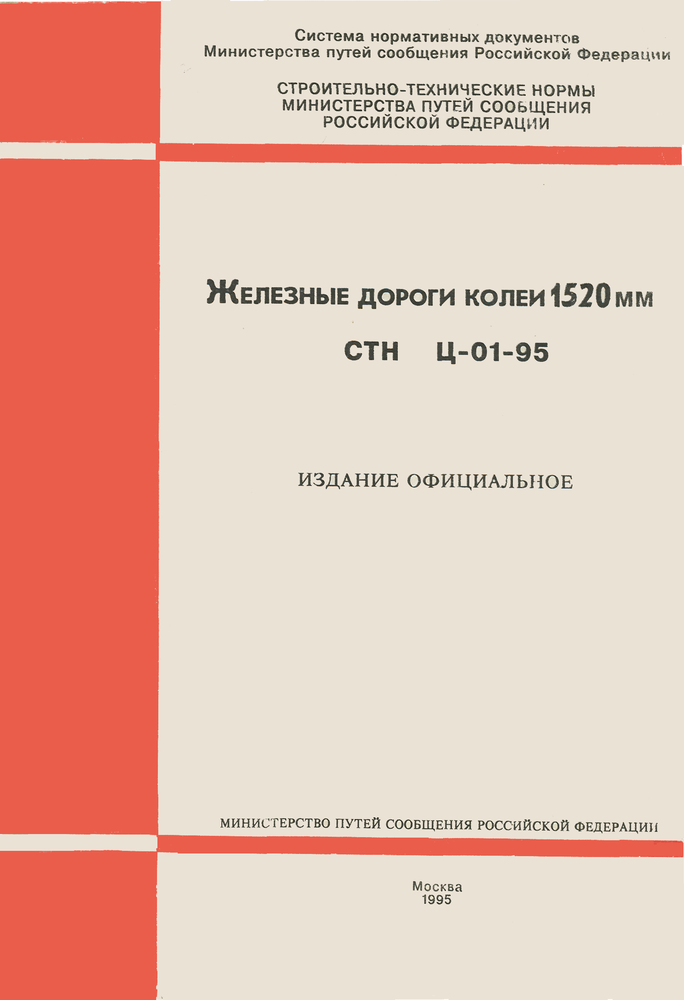 Система нормативных документов
Министерства путей сообщения Российской Федерации
СТРОИТЕЛЬНО-ТЕХНИЧЕСКИЕ НОРМЫ
МИНИСТЕРСТВА ПУТЕЙ СООБЩЕНИЯ
РОССИЙСКОЙ ФЕДЕРАЦИИ
ЖЕЛЕЗНЫЕ ДОРОГИ КОЛЕИ 1520 ММ
СТН Ц-01-95
ИЗДАНИЕ ОФИЦИАЛЬНОЕ
МИНИСТЕРСТВО ПУТЕЙ СООБЩЕНИЯ РОССИЙСКОЙ ФЕДЕРАЦИИ
Москва
1995